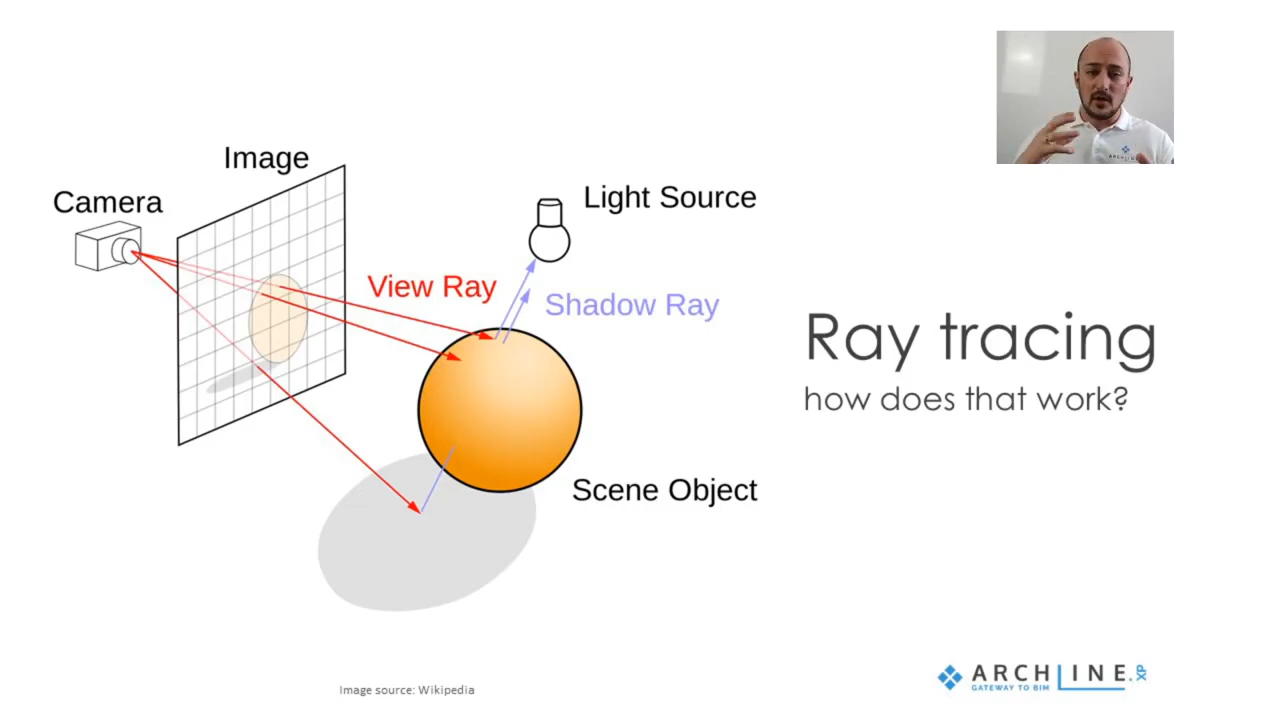 Image
Camera
Light Source
View Ray
Shadow Ray
Scene Object
Ray tracing
how does that work?
Image source: Wikipedia
ARCHLINE.XP
GATEWAY TO BIM
ARCHLINE